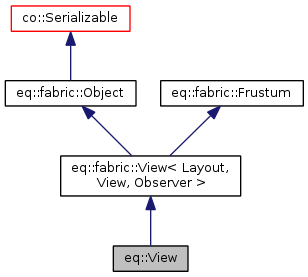 co::Serializable
eq::fabric::Object
eq::fabric::Frustum
eq::fabric::View< Layout,
View, Observer >
eq::View